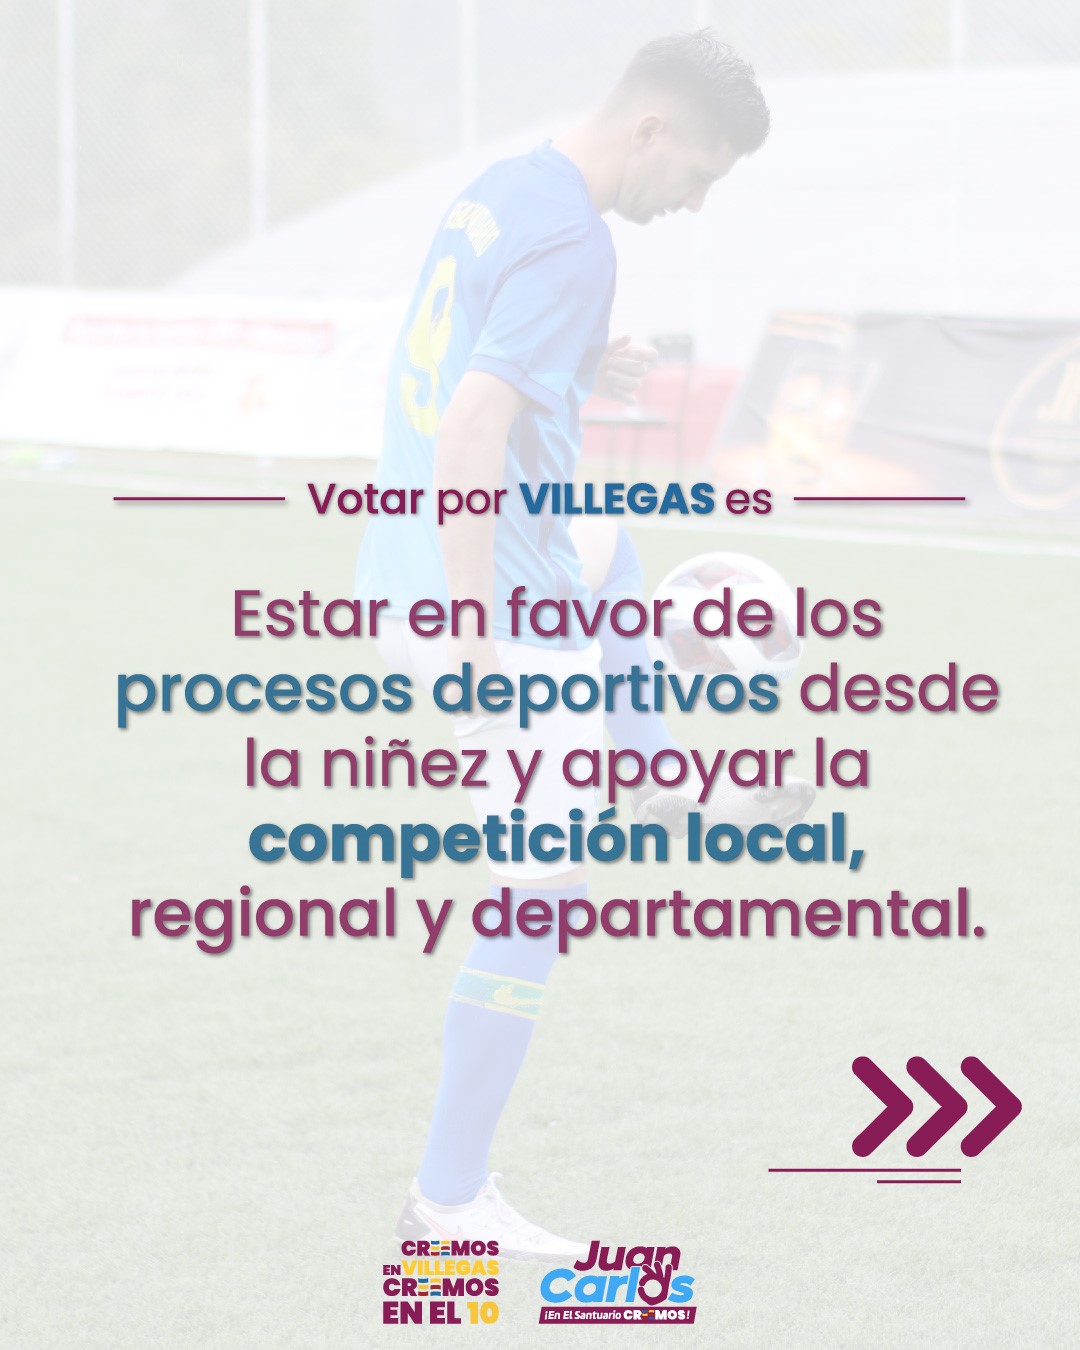 Votar por VILLEGAS es
Estar en favor de los
procesos deportivos desde
la niñez y apoyar la
competición local,
regional y departamental.
CREEMOS
EN VILLEGAS
CREEMOS
EN EL 10
Juan
Carlos
¡En El Santuario CREEMOS!
9